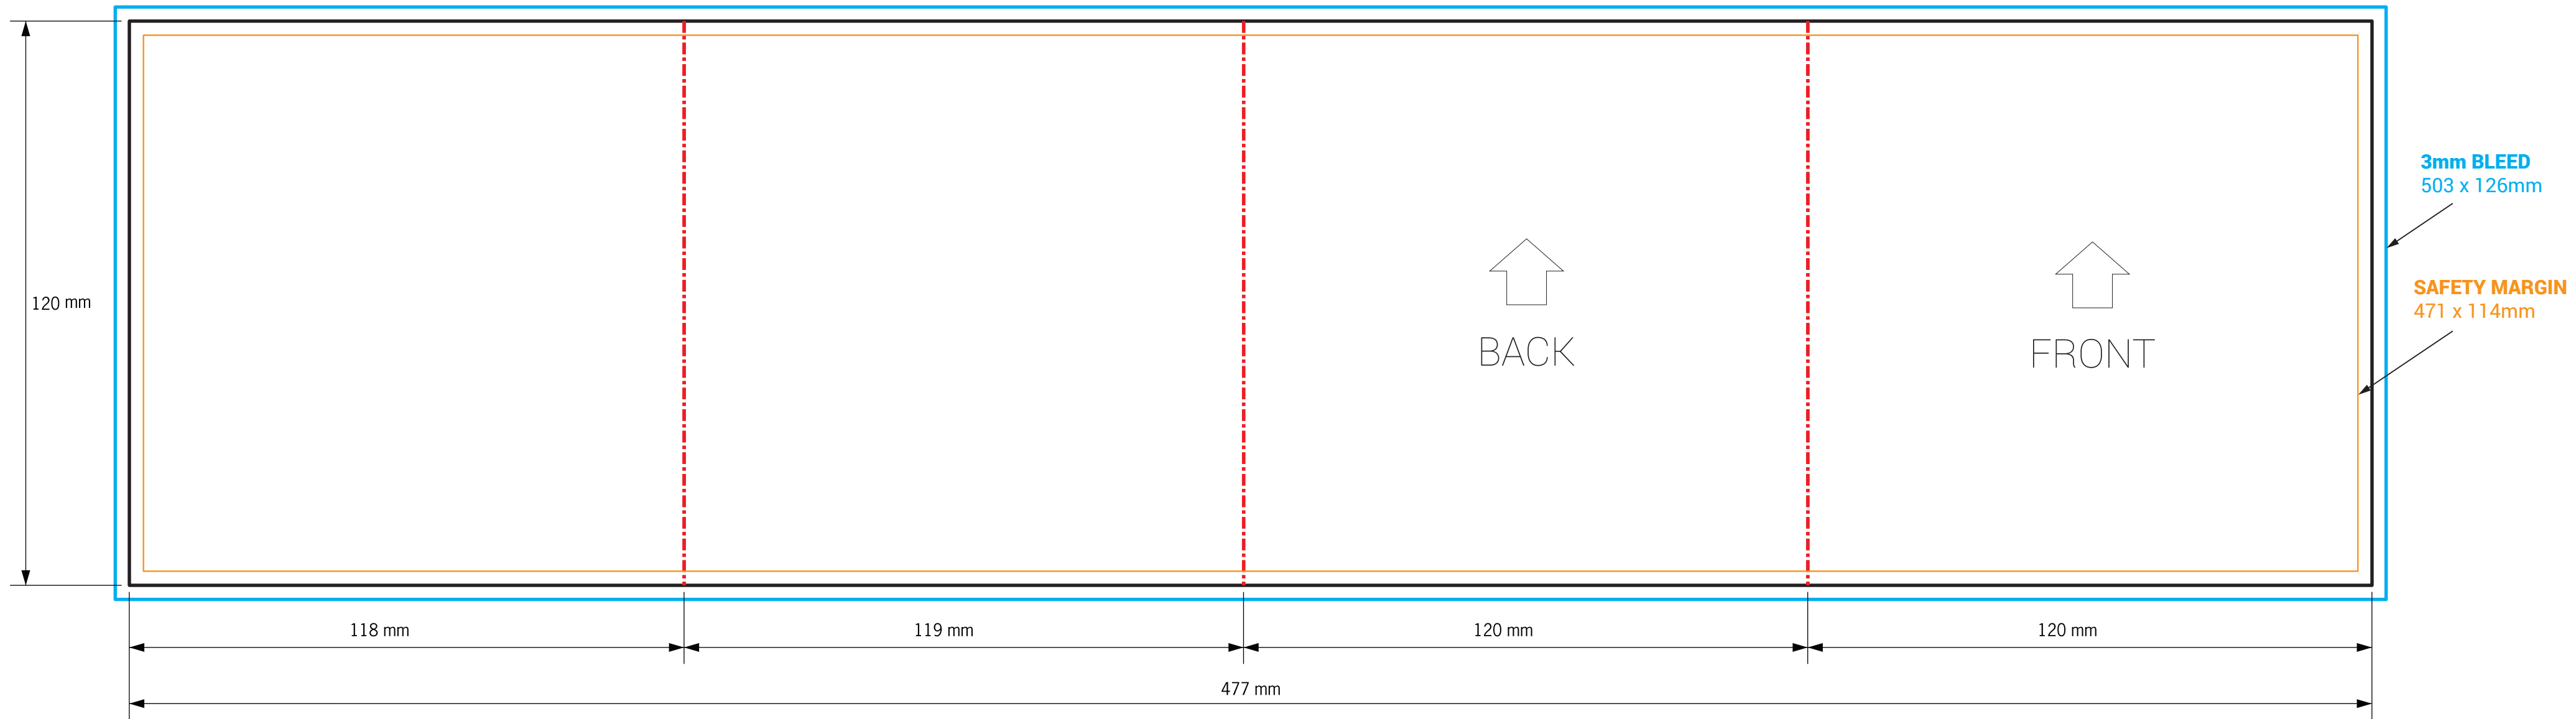 3mm BLEED
503 x 126mm
SAFETY MARGIN
471 x 114mm
120 mm
BACK
FRONT
118 mm
119 mm
120 mm
120 mm
477 mm